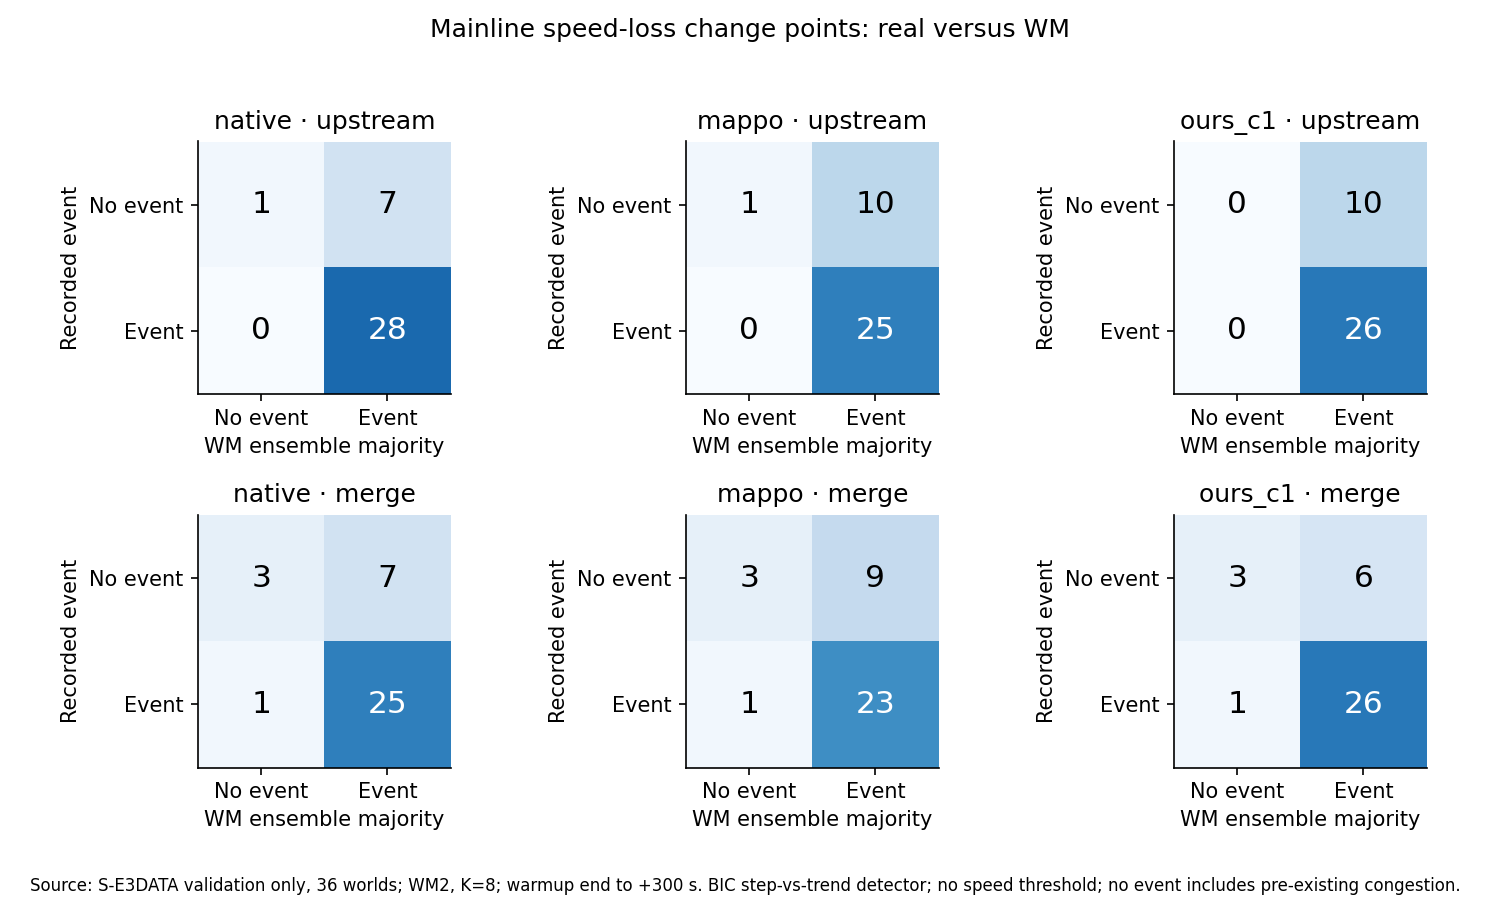 Mainline speed-loss change points: real versus WM
native · upstream
Recorded event
No event
1
7
Event
0
28
No event
Event
WM ensemble majority
mappo · upstream
Recorded event
No event
1
10
Event
0
25
No event
Event
WM ensemble majority
ours_c1 · upstream
Recorded event
No event
0
10
Event
0
26
No event
Event
WM ensemble majority
native · merge
Recorded event
No event
3
7
Event
1
25
No event
Event
WM ensemble majority
mappo · merge
Recorded event
No event
3
9
Event
1
23
No event
Event
WM ensemble majority
ours_c1 · merge
Recorded event
No event
3
6
Event
1
26
No event
Event
WM ensemble majority
Source: S-E3DATA validation only, 36 worlds; WM2, K=8; warmup end to +300 s. BIC step-vs-trend detector; no speed threshold; no event includes pre-existing congestion.